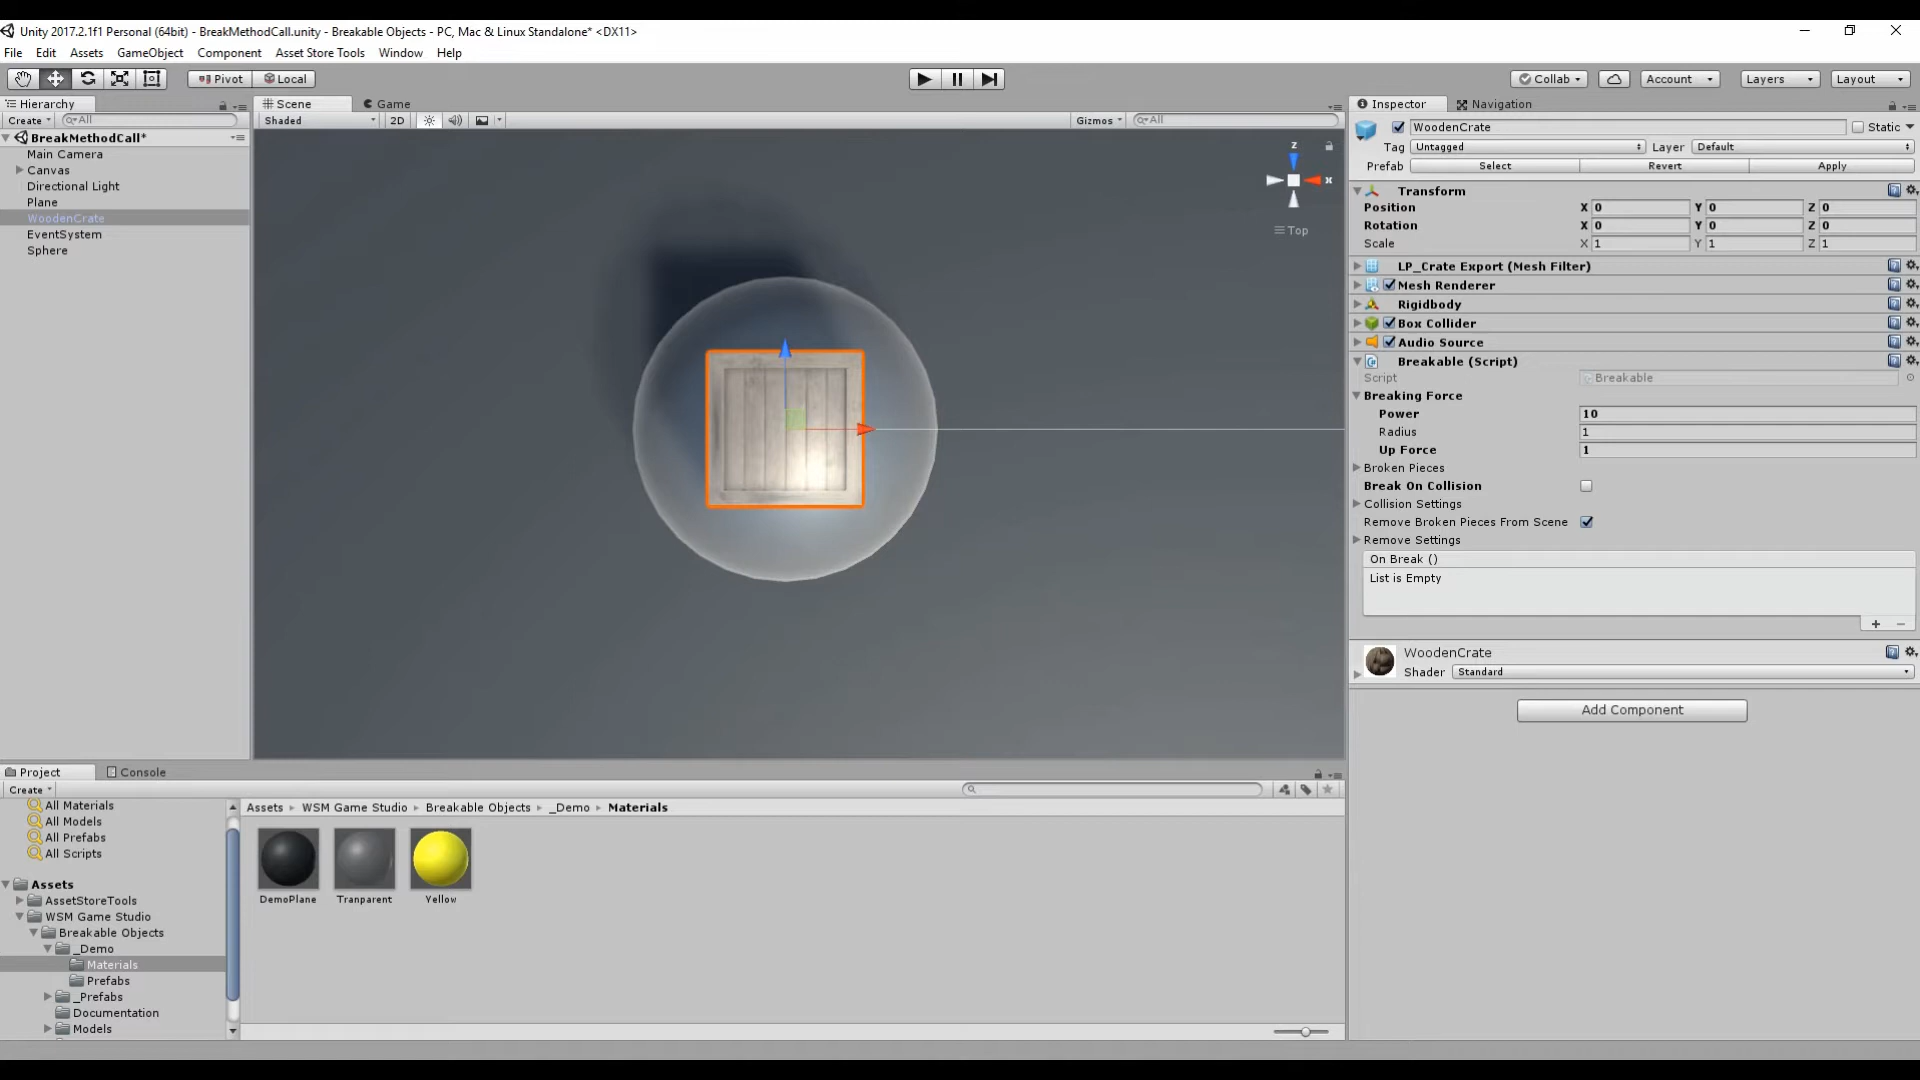 Unity 2017.2.1f1 Personal (64bit) - BreakMethodCall.unity - Breakable Objects - PC, Mac & Linux Standalone* <DX11>
File Edit Assets GameObject Component Asset Store Tools Window Help
Pivot Local Collab Account Layers Layout
Hierarchy
Create All
BreakMethodCall*
Main Camera
Canvas
Directional Light
Plane
WoodenCrate
EventSystem
Sphere
Scene Game
Shaded 2D Gizmos All
z
x
Top
Inspector Navigation
WoodenCrate Static
Tag Untagged Layer Default
Prefab Select Revert Apply
Transform
Position X 0 Y 0 Z 0
Rotation X 0 Y 0 Z 0
Scale X 1 Y 1 Z 1
LP_Crate Export (Mesh Filter)
Mesh Renderer
Rigidbody
Box Collider
Audio Source
Breakable (Script)
Script Breakable
Breaking Force
Power 10
Radius 1
Up Force 1
Broken Pieces
Break On Collision
Collision Settings
Remove Broken Pieces From Scene
Remove Settings
On Break ()
List is Empty
WoodenCrate
Shader Standard
Add Component
Project Console
Create
All Materials
All Models
All Prefabs
All Scripts
Assets
AssetStoreTools
WSM Game Studio
Breakable Objects
_Demo
Materials
Prefabs
_Prefabs
Documentation
Models
Assets WSM Game Studio Breakable Objects _Demo Materials
DemoPlane Tranparent Yellow